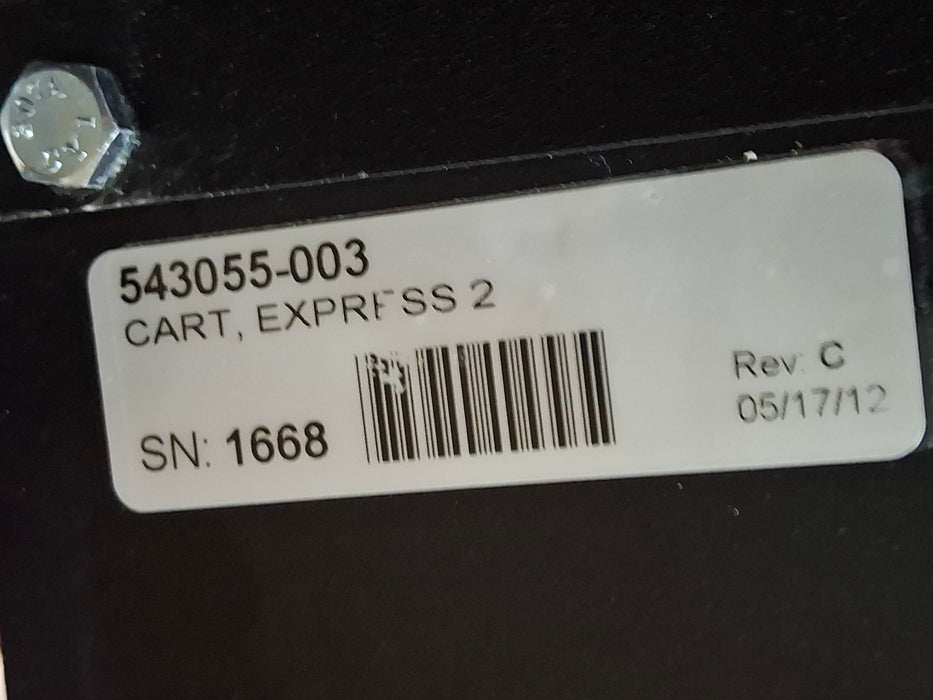 543055-003
CART, EXPRESS 2
SN: 1668
Rev: C
05/17/12